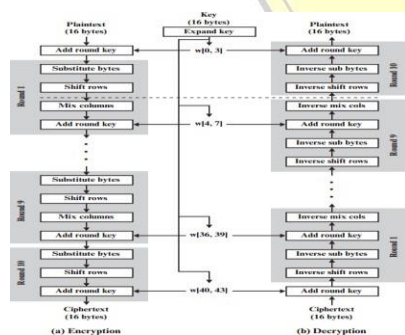 Plaintext
(16 bytes)
Add round key
Substitute bytes
Shift rows
Mix columns
Add round key
Round 1
Substitute bytes
Shift rows
Mix columns
Add round key
Round 9
Substitute bytes
Shift rows
Add round key
Round 10
Ciphertext
(16 bytes)
(a) Encryption
Key
(16 bytes)
Expand key
w[0, 3]
w[4, 7]
w[36, 39]
w[40, 43]
Plaintext
(16 bytes)
Add round key
Inverse sub bytes
Inverse shift rows
Round 10
Inverse mix cols
Add round key
Inverse sub bytes
Inverse shift rows
Round 9
Inverse mix cols
Add round key
Inverse sub bytes
Inverse shift rows
Round 1
Add round key
Ciphertext
(16 bytes)
(b) Decryption